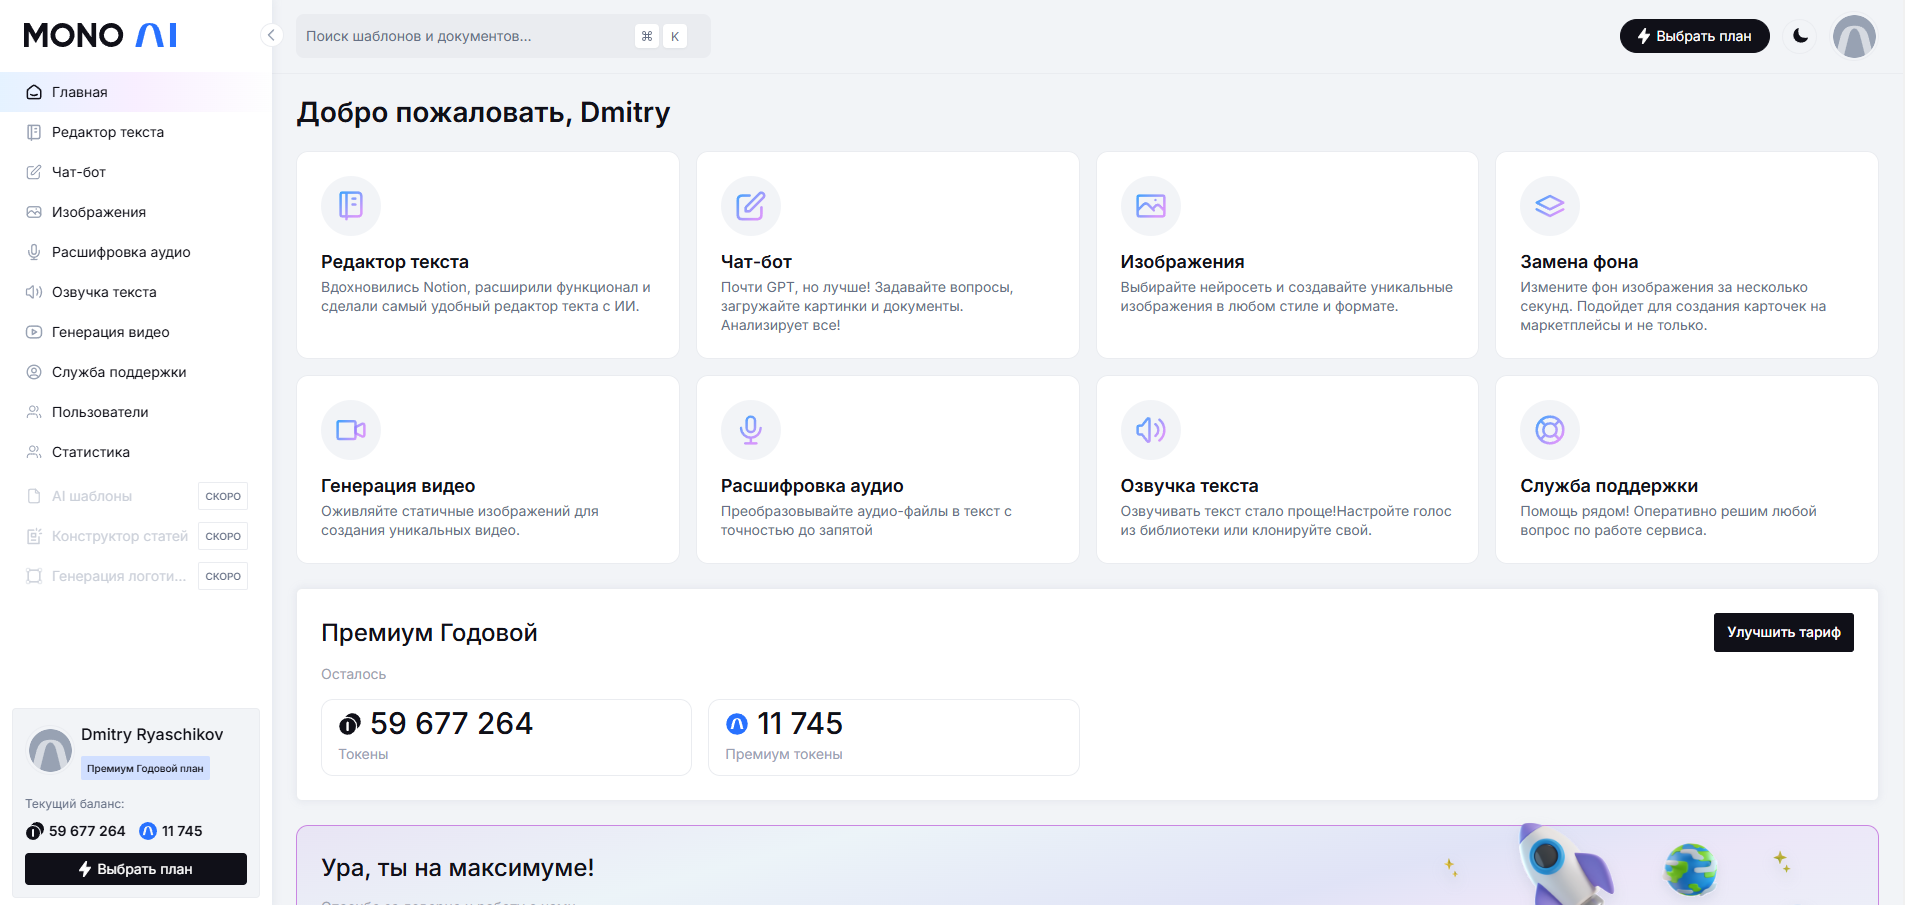 MONO AI
Главная
Редактор текста
Чат-бот
Изображения
Расшифровка аудио
Озвучка текста
Генерация видео
Служба поддержки
Пользователи
Статистика
AI шаблоны
СКОРО
Конструктор статей
СКОРО
Генерация логоти...
СКОРО
Dmitry Ryaschikov
Премиум Годовой план
Текущий баланс:
59 677 264 11 745
Выбрать план
Поиск шаблонов и документов...
⌘ K
Выбрать план
Добро пожаловать, Dmitry
Редактор текста
Вдохновились Notion, расширили функционал и
сделали самый удобный редактор текта с ИИ.
Чат-бот
Почти GPT, но лучше! Задавайте вопросы,
загружайте картинки и документы.
Анализирует все!
Изображения
Выбирайте нейросеть и создавайте уникальные
изображения в любом стиле и формате.
Замена фона
Измените фон изображения за несколько
секунд. Подойдет для создания карточек на
маркетплейсы и не только.
Генерация видео
Оживляйте статичные изображений для
создания уникальных видео.
Расшифровка аудио
Преобразовывайте аудио-файлы в текст с
точностью до запятой
Озвучка текста
Озвучивать текст стало проще!Настройте голос
из библиотеки или клонируйте свой.
Служба поддержки
Помощь рядом! Оперативно решим любой
вопрос по работе сервиса.
Премиум Годовой
Улучшить тариф
Осталось
59 677 264
Токены
11 745
Премиум токены
Ура, ты на максимуме!